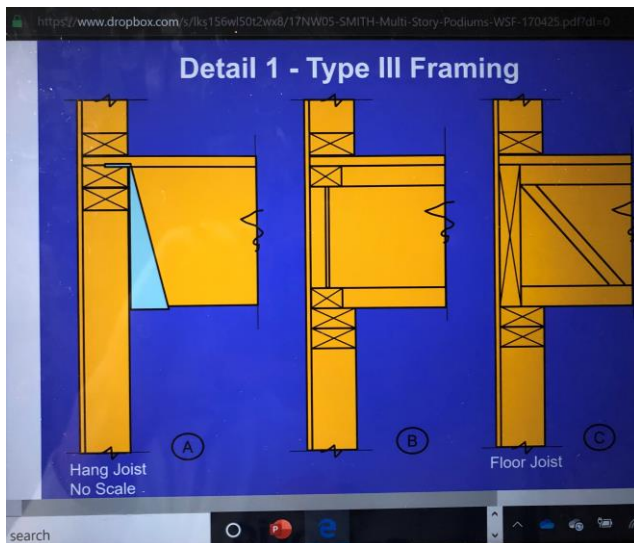 https://www.dropbox.com/s/lks156wl50t2wx8/17NW05-SMITH-Multi-Story-Podiums-WSF-170425.pdf?dl=0
Detail 1 - Type III Framing
A
B
C
Hang Joist
No Scale
Floor Joist
search